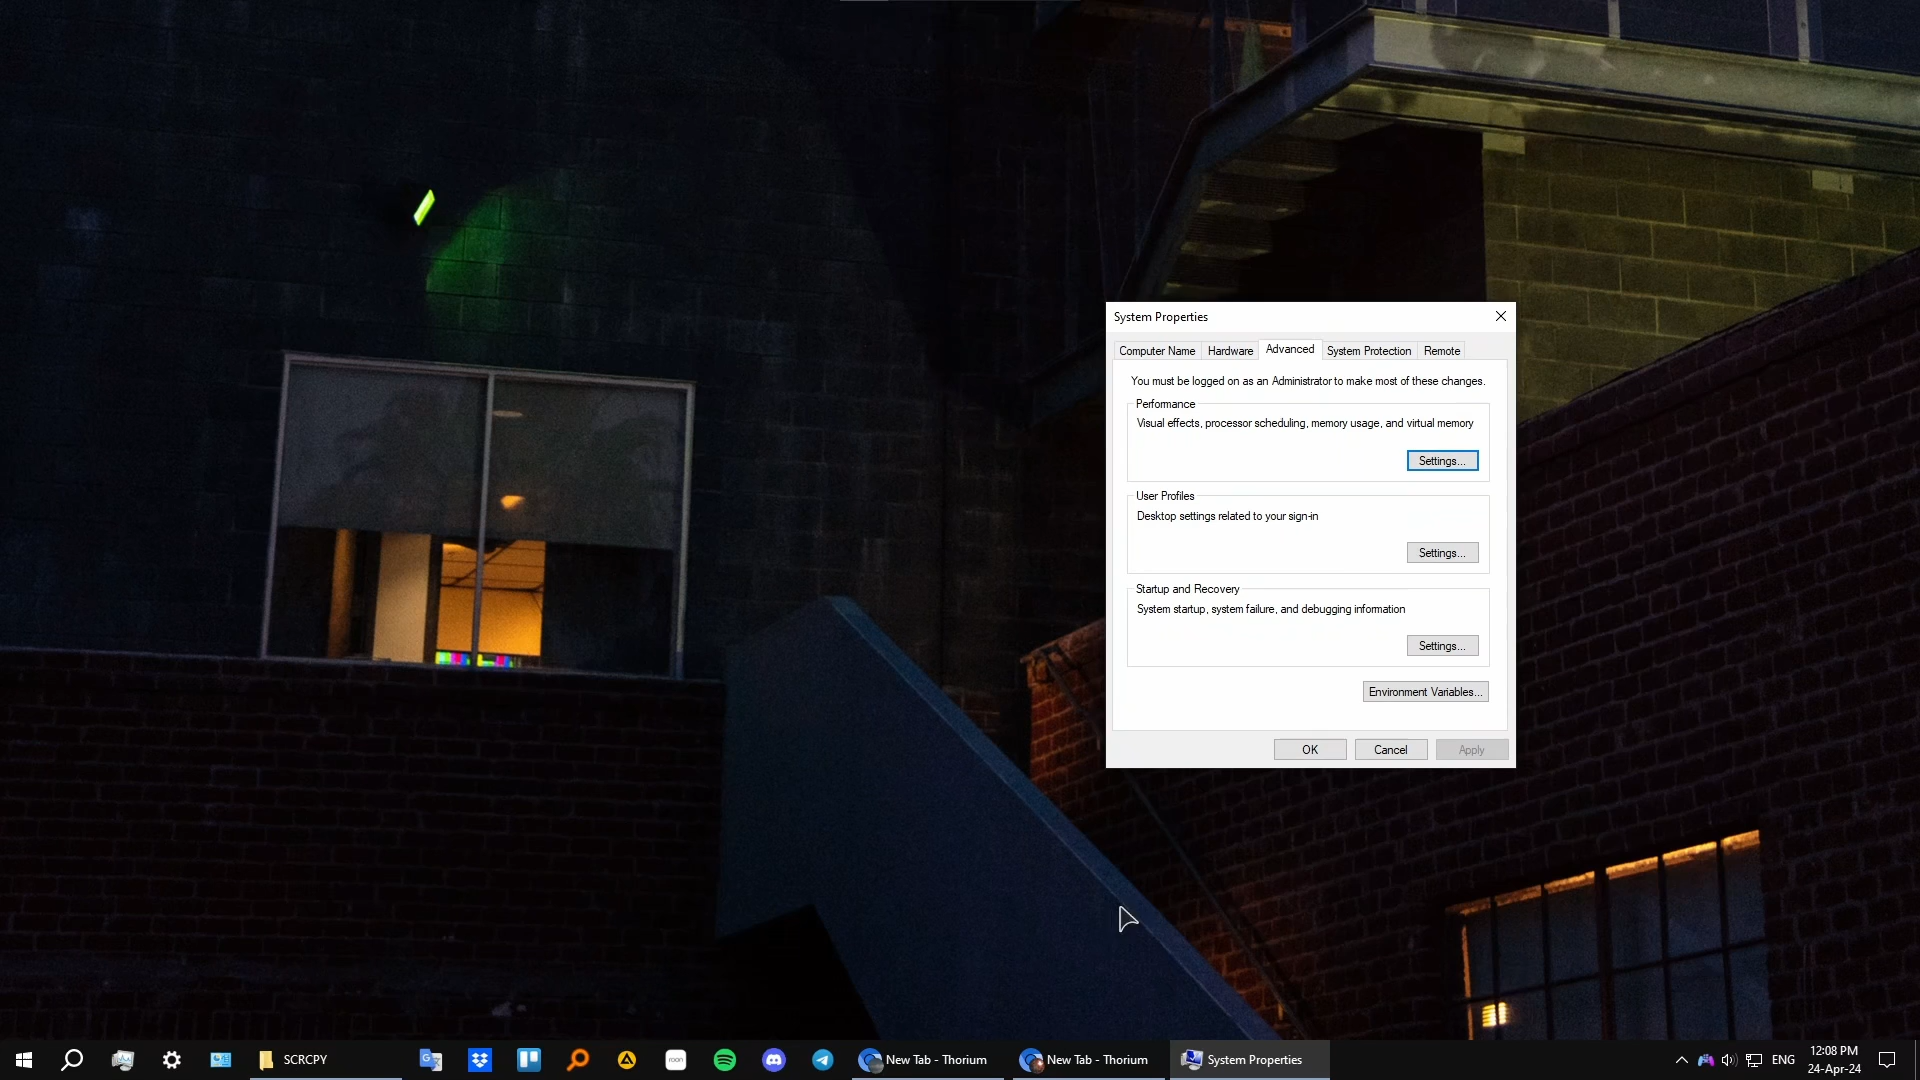 System Properties
Computer Name Hardware Advanced System Protection Remote
You must be logged on as an Administrator to make most of these changes.
Performance
Visual effects, processor scheduling, memory usage, and virtual memory
Settings...
User Profiles
Desktop settings related to your sign-in
Settings...
Startup and Recovery
System startup, system failure, and debugging information
Settings...
Environment Variables...
OK Cancel Apply
SCRCPY
roon
New Tab - Thorium
New Tab - Thorium
System Properties
ENG
12:08 PM
24-Apr-24